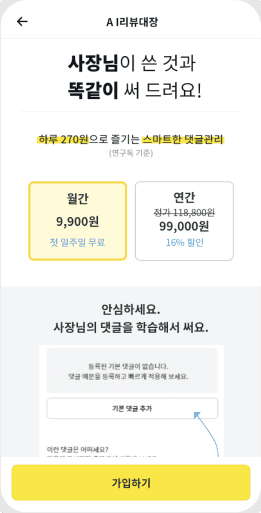 AI리뷰대장
사장님이 쓴 것과
똑같이 써 드려요!
하루 270원으로 즐기는 스마트한 댓글관리
(연구독 기준)
월간
9,900원
첫 일주일 무료
연간
정가 118,800원
99,000원
16% 할인
안심하세요.
사장님의 댓글을 학습해서 써요.
등록된 기본 댓글이 없습니다.
댓글 예문을 등록하고 빠르게 적용해 보세요.
기본 댓글 추가
이런 댓글은 어떠세요?
가입하기